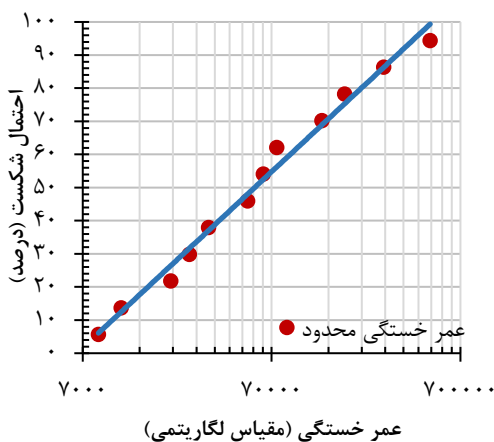 احتمال شکست (درصد)
۱۰۰
۹۰
۸۰
۷۰
۶۰
۵۰
۴۰
۳۰
۲۰
۱۰
۰
عمر خستگی محدود
۷۰۰۰ ۷۰۰۰۰ ۷۰۰۰۰۰
عمر خستگی (مقیاس لگاریتمی)